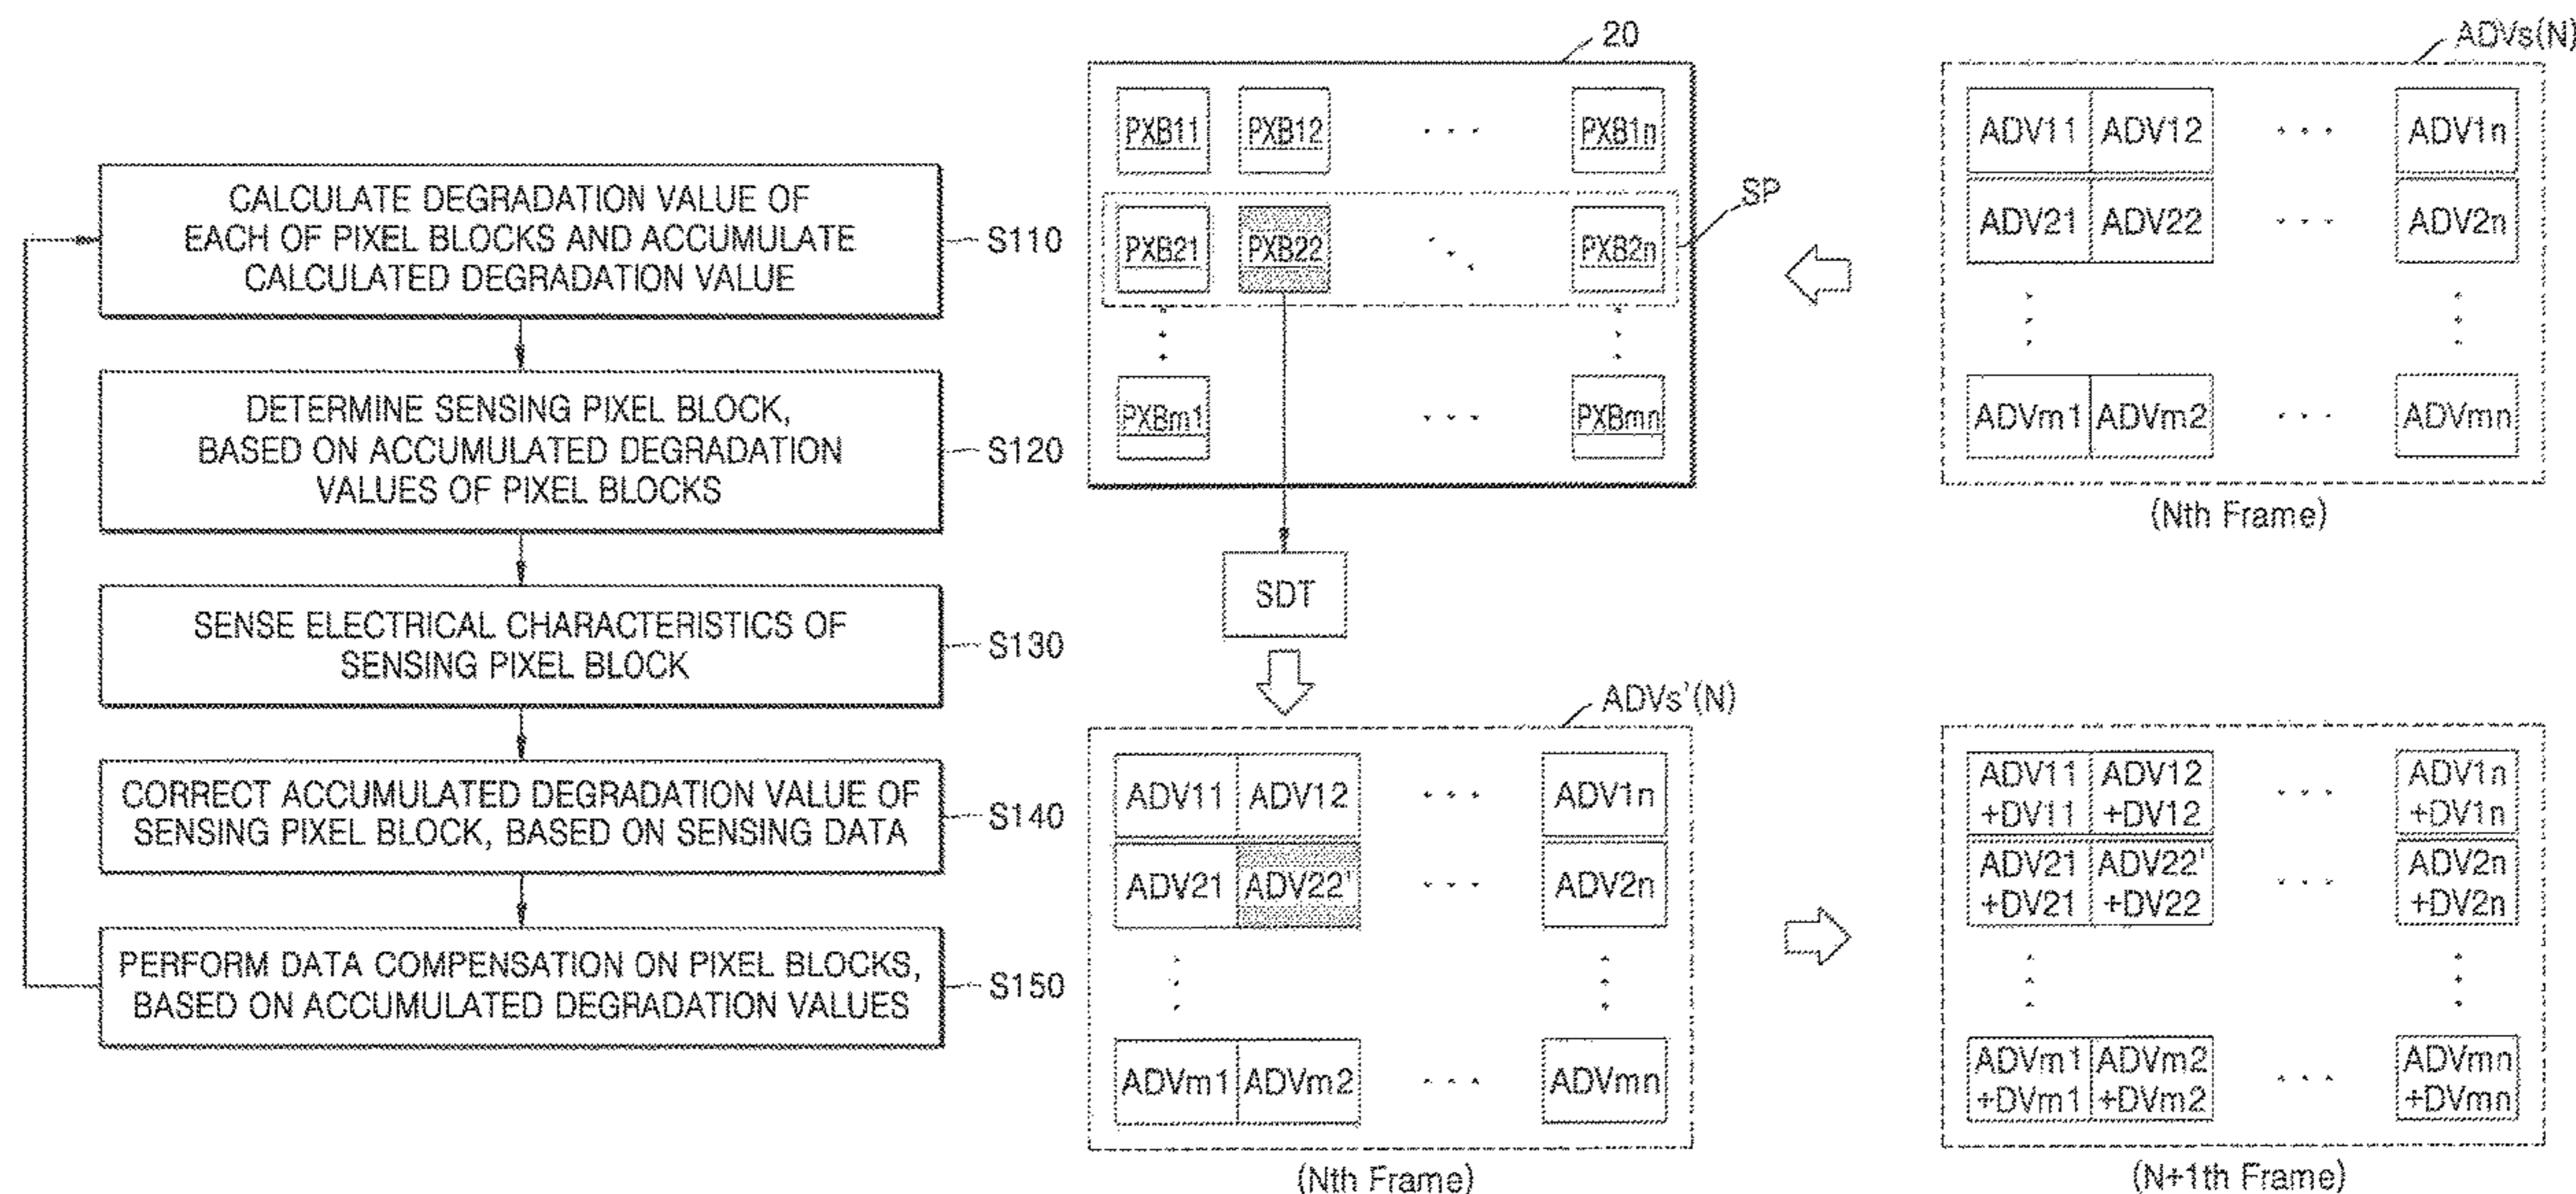 CALCULATE DEGRADATION VALUE OF
EACH OF PIXEL BLOCKS AND ACCUMULATE
CALCULATED DEGRADATION VALUE
S110
DETERMINE SENSING PIXEL BLOCK,
BASED ON ACCUMULATED DEGRADATION
VALUES OF PIXEL BLOCKS
S120
SENSE ELECTRICAL CHARACTERISTICS OF
SENSING PIXEL BLOCK
S130
CORRECT ACCUMULATED DEGRADATION VALUE OF
SENSING PIXEL BLOCK, BASED ON SENSING DATA
S140
PERFORM DATA COMPENSATION ON PIXEL BLOCKS,
BASED ON ACCUMULATED DEGRADATION VALUES
S150
20
PXB11 PXB12 ... PXB1n
SP
PXB21 PXB22 PXB2n
PXBm1 ... PXBmn
SDT
ADVs(N)
ADV11 ADV12 ... ADV1n
ADV21 ADV22 ... ADV2n
ADVm1 ADVm2 ... ADVmn
(Nth Frame)
ADVs'(N)
ADV11 ADV12 ... ADV1n
ADV21 ADV22' ... ADV2n
ADVm1 ADVm2 ... ADVmn
(Nth Frame)
ADV11 ADV12 ... ADV1n
+DV11 +DV12 +DV1n
ADV21 ADV22' ... ADV2n
+DV21 +DV22 +DV2n
ADVm1 ADVm2 ... ADVmn
+DVm1 +DVm2 +DVmn
(N+1th Frame)